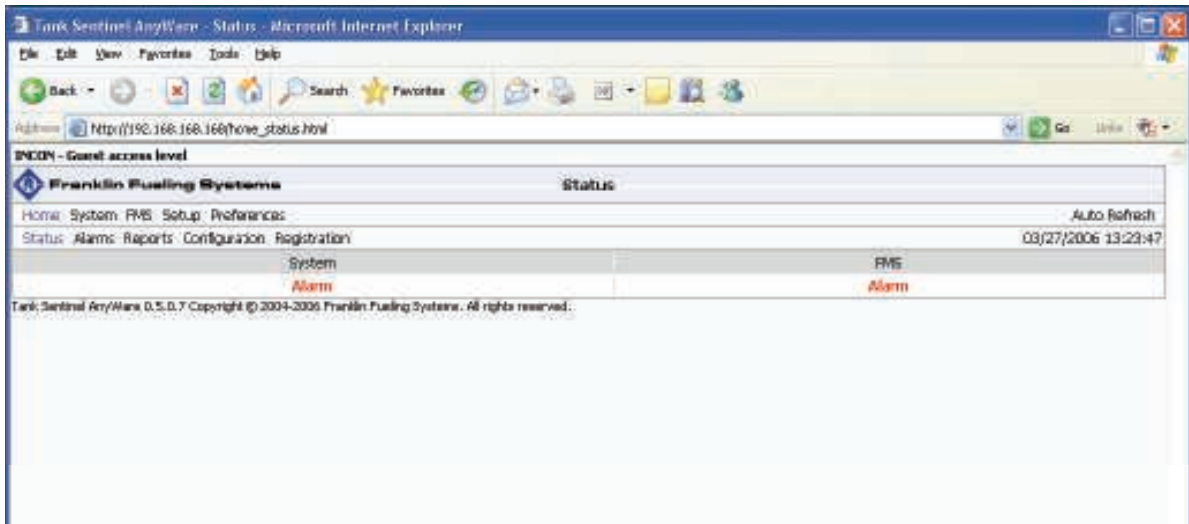 Tank Sentinel AnyWare - Status - Microsoft Internet Explorer
File Edit View Favorites Tools Help
Back Search Favorites
Address http://192.168.168.168/home_status.html Go Links
INCON - Guest access level
Franklin Fueling Systems Status
Home System FMS Setup Preferences Auto Refresh
Status Alarms Reports Configuration Registration 03/27/2006 13:23:47
System FMS
Alarm Alarm
Tank Sentinel AnyWare 0.5.0.7 Copyright © 2004-2006 Franklin Fueling Systems. All rights reserved.